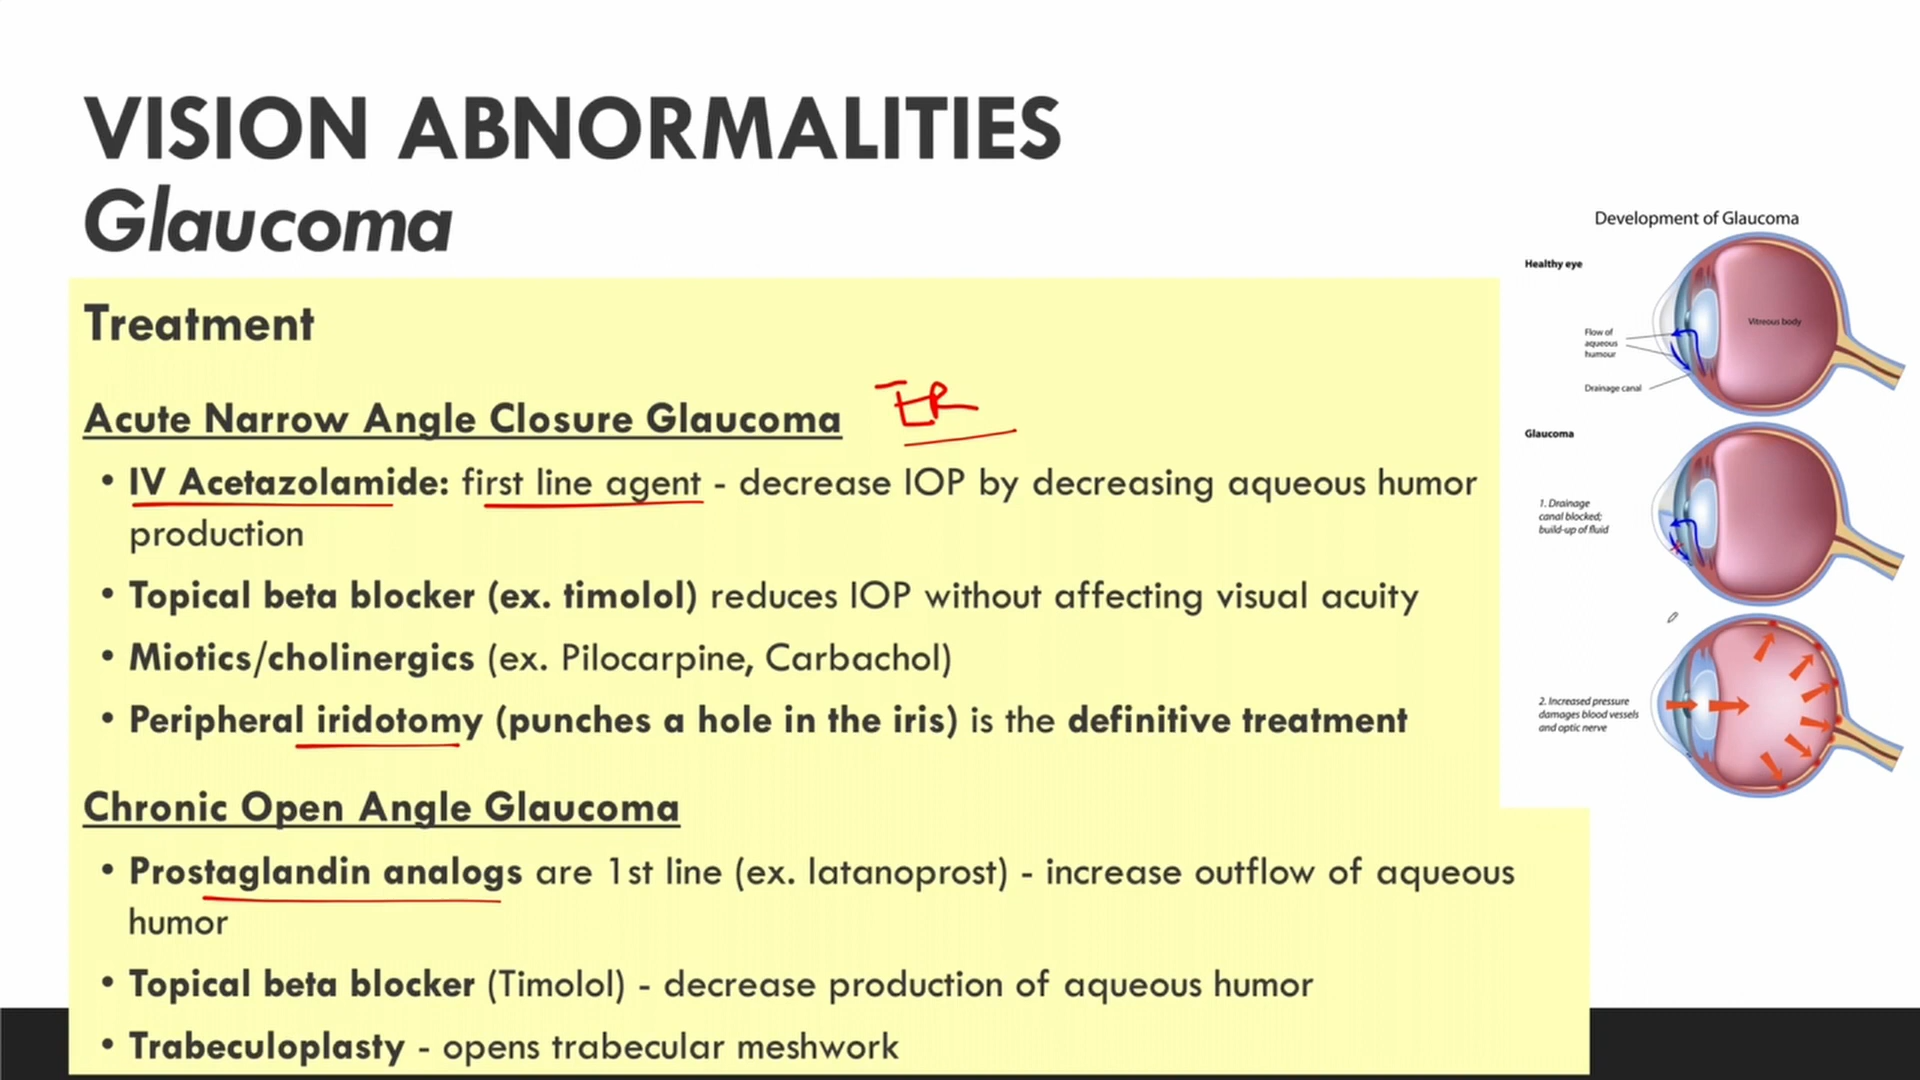 VISION ABNORMALITIES
Glaucoma
Treatment
Acute Narrow Angle Closure Glaucoma
ER
• IV Acetazolamide: first line agent - decrease IOP by decreasing aqueous humor
production
• Topical beta blocker (ex. timolol) reduces IOP without affecting visual acuity
• Miotics/cholinergics (ex. Pilocarpine, Carbachol)
• Peripheral iridotomy (punches a hole in the iris) is the definitive treatment
Chronic Open Angle Glaucoma
• Prostaglandin analogs are 1st line (ex. latanoprost) - increase outflow of aqueous
humor
• Topical beta blocker (Timolol) - decrease production of aqueous humor
• Trabeculoplasty - opens trabecular meshwork
Development of Glaucoma
Healthy eye
Vitreous body
Flow of
aqueous
humour
Drainage canal
Glaucoma
1. Drainage
canal blocked;
build-up of fluid
2. Increased pressure
damages blood vessels
and optic nerve